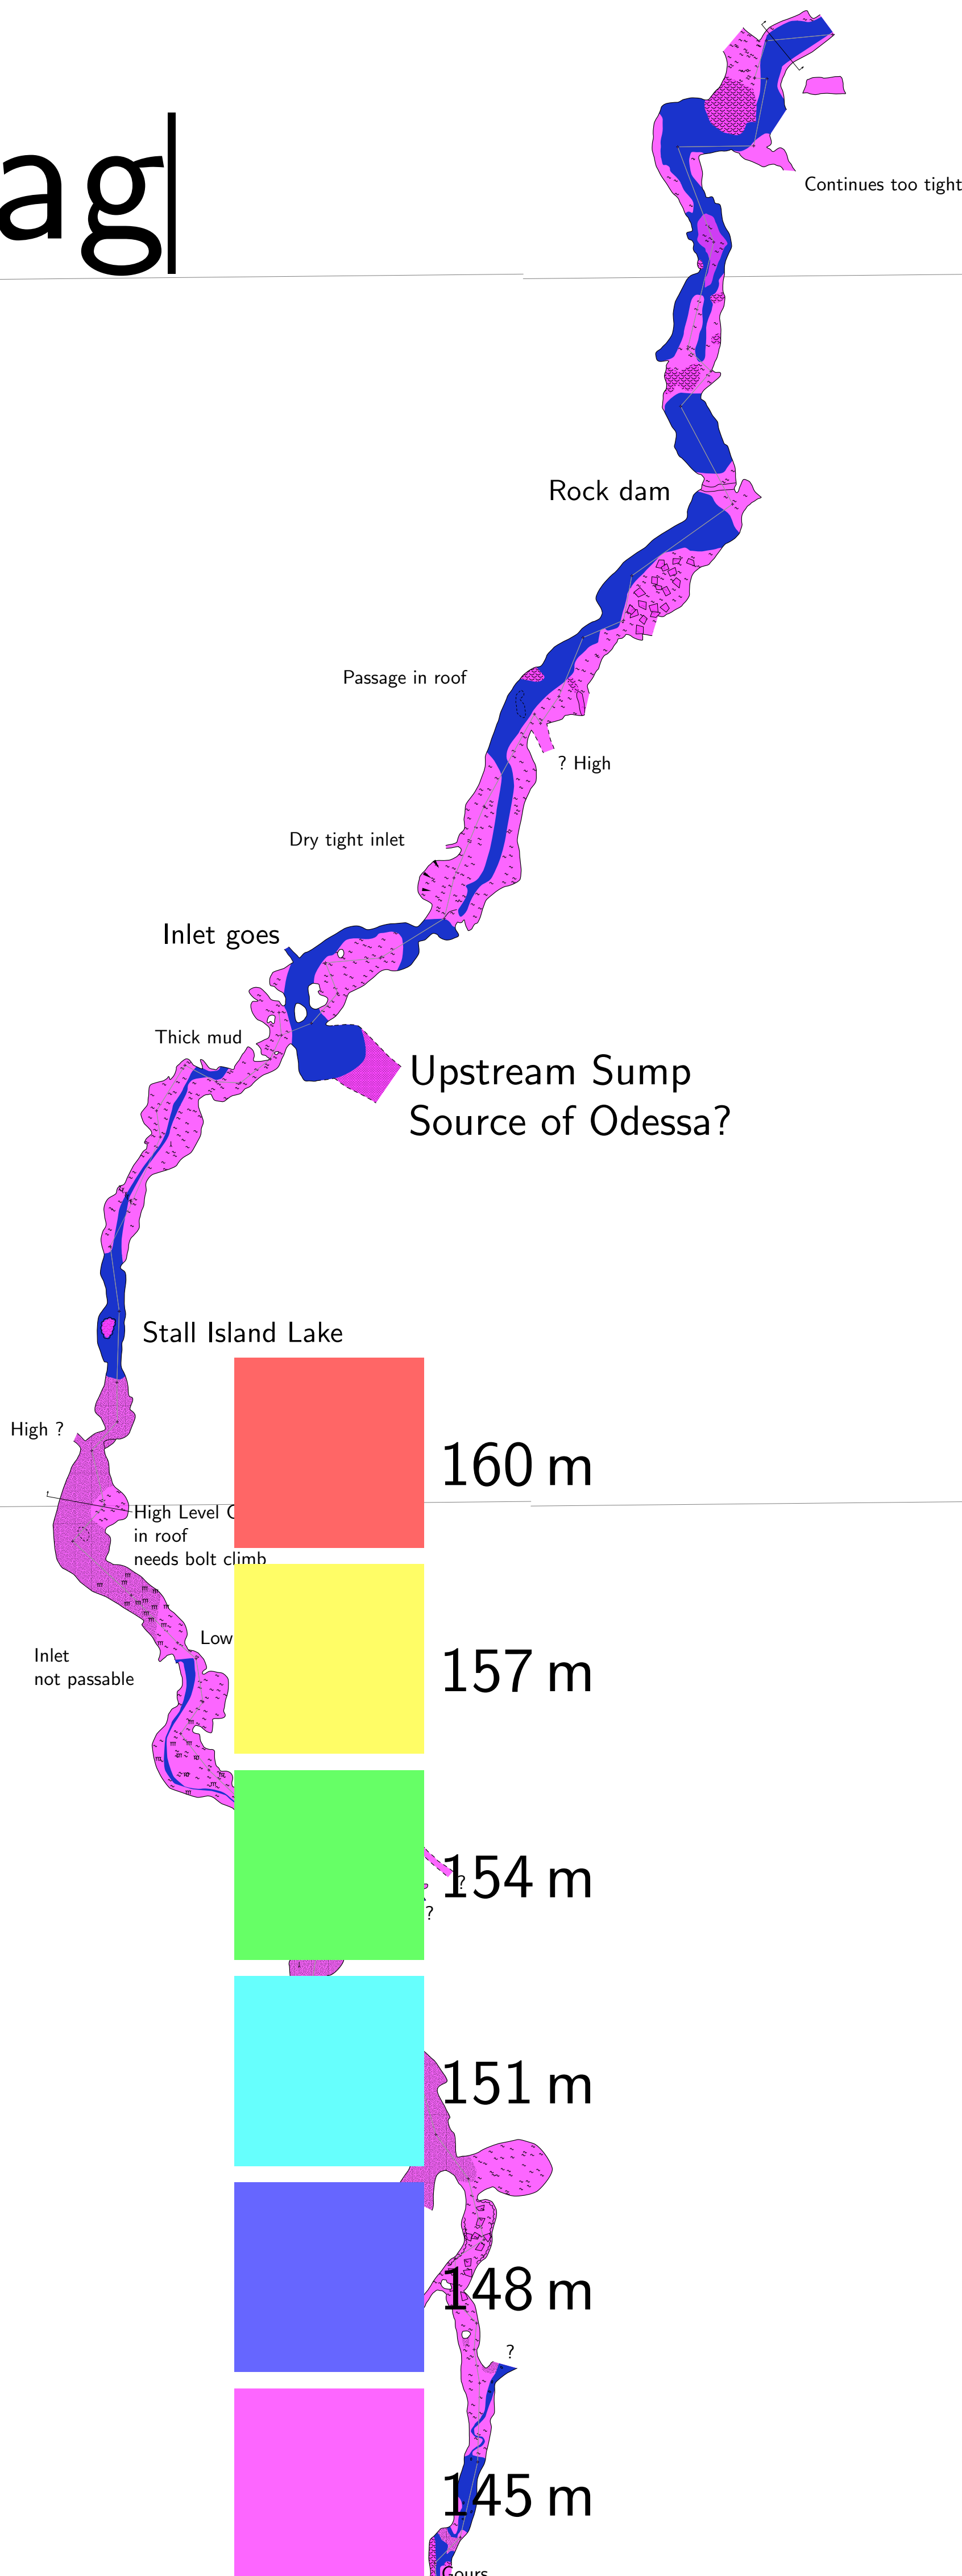 ag
Continues too tight
Rock dam
Passage in roof
? High
Dry tight inlet
Inlet goes
Thick mud
Upstream Sump
Source of Odessa?
Stall Island Lake
High ?
160 m
High Level
in roof
needs bolt climb
Low
Inlet
not passable
157 m
154 m
?
?
151 m
148 m
?
145 m
Gours